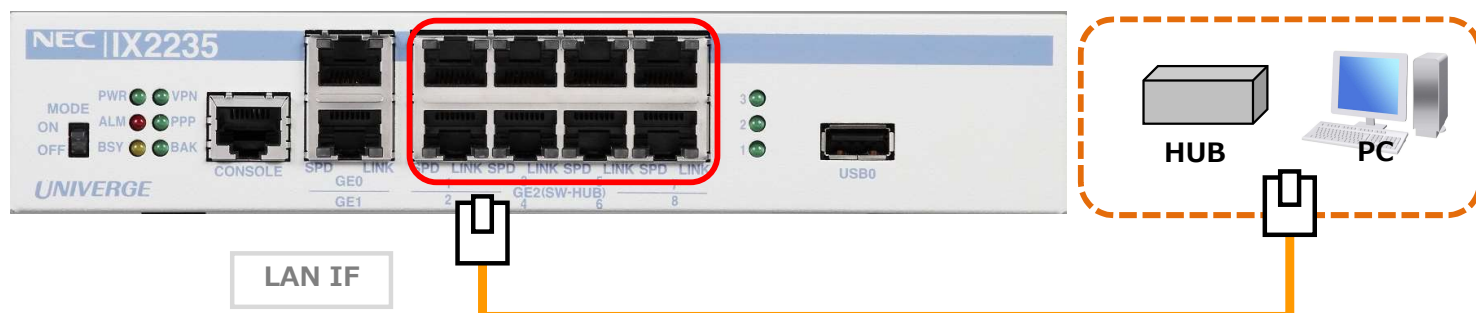 NEC IX2235
PWR VPN
MODE
ON ALM PPP
OFF BSY BAK
CONSOLE
SPD LINK
SPD LINK SPD LINK SPD LINK SPD LINK
GE0
GE1
1 7
GE2(SW-HUB)
2 4 6 8
3
2
1
USB0
UNIVERGE
HUB
PC
LAN IF